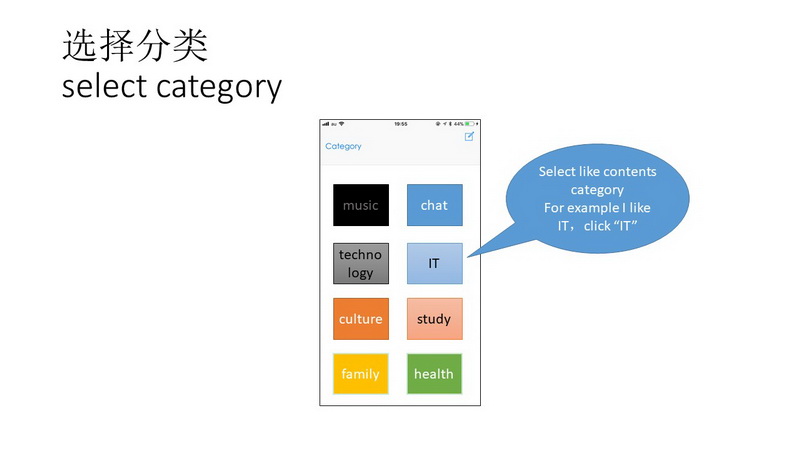 选择分类
select category
au 19:55 44%
Category
music
chat
techno
logy
IT
culture
study
family
health
Select like contents
category
For example I like
IT，click “IT”